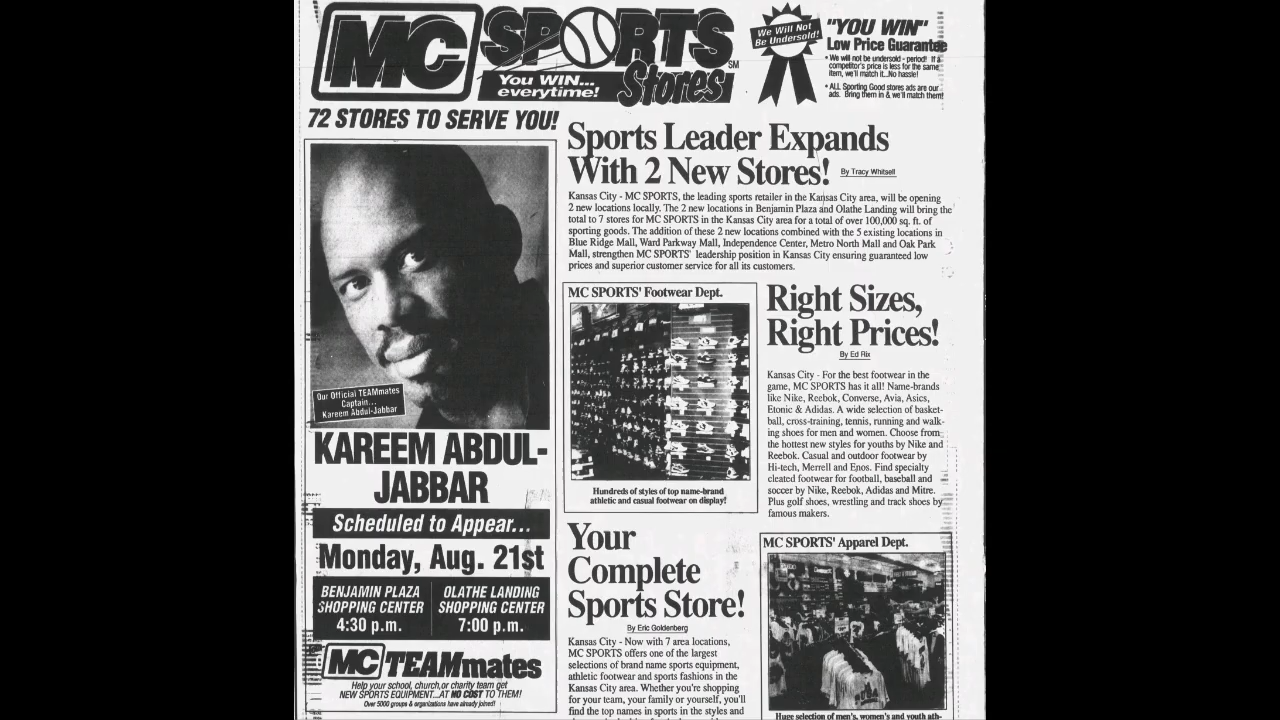 MC SPORTS Stores SM
You WIN...
everytime!
We Will Not
Be Undersold!
"YOU WIN"
Low Price Guarantee
• We will not be undersold - period! If a
competitor's price is less for the same
item, we'll match it...No hassle!
• ALL Sporting Good stores ads are our
ads. Bring them in & we'll match them!
72 STORES TO SERVE YOU!
Our Official TEAMmates
Captain...
Kareem Abdul-Jabbar
KAREEM ABDUL-
JABBAR
Scheduled to Appear...
Monday, Aug. 21st
BENJAMIN PLAZA
SHOPPING CENTER
4:30 p.m.
OLATHE LANDING
SHOPPING CENTER
7:00 p.m.
MC TEAMmates
Help your school, church,or charity team get
NEW SPORTS EQUIPMENT...AT NO COST TO THEM!
Over 5000 groups & organizations have already joined!
Sports Leader Expands
With 2 New Stores!
By Tracy Whitsell
Kansas City - MC SPORTS, the leading sports retailer in the Kansas City area, will be opening
2 new locations locally. The 2 new locations in Benjamin Plaza and Olathe Landing will bring the
total to 7 stores for MC SPORTS in the Kansas City area for a total of over 100,000 sq. ft. of
sporting goods. The addition of these 2 new locations combined with the 5 existing locations in
Blue Ridge Mall, Ward Parkway Mall, Independence Center, Metro North Mall and Oak Park
Mall, strengthen MC SPORTS' leadership position in Kansas City ensuring guaranteed low
prices and superior customer service for all its customers.
MC SPORTS' Footwear Dept.
Hundreds of styles of top name-brand
athletic and casual footwear on display!
Right Sizes,
Right Prices!
By Ed Rix
Kansas City - For the best footwear in the
game, MC SPORTS has it all! Name-brands
like Nike, Reebok, Converse, Avia, Asics,
Etonic & Adidas. A wide selection of basket-
ball, cross-training, tennis, running and walk-
ing shoes for men and women. Choose from
the hottest new styles for youths by Nike and
Reebok. Casual and outdoor footwear by
Hi-tech, Merrell and Enos. Find specialty
cleated footwear for football, baseball and
soccer by Nike, Reebok, Adidas and Mitre.
Plus golf shoes, wrestling and track shoes by
famous makers.
Your
Complete
Sports Store!
By Eric Goldenberg
Kansas City - Now with 7 area locations,
MC SPORTS offers one of the largest
selections of brand name sports equipment,
athletic footwear and sports fashions in the
Kansas City area. Whether you're shopping
for your team, your family or yourself, you'll
find the top names in sports in the styles and
MC SPORTS' Apparel Dept.
Huge selection of men's, women's and youth ath-